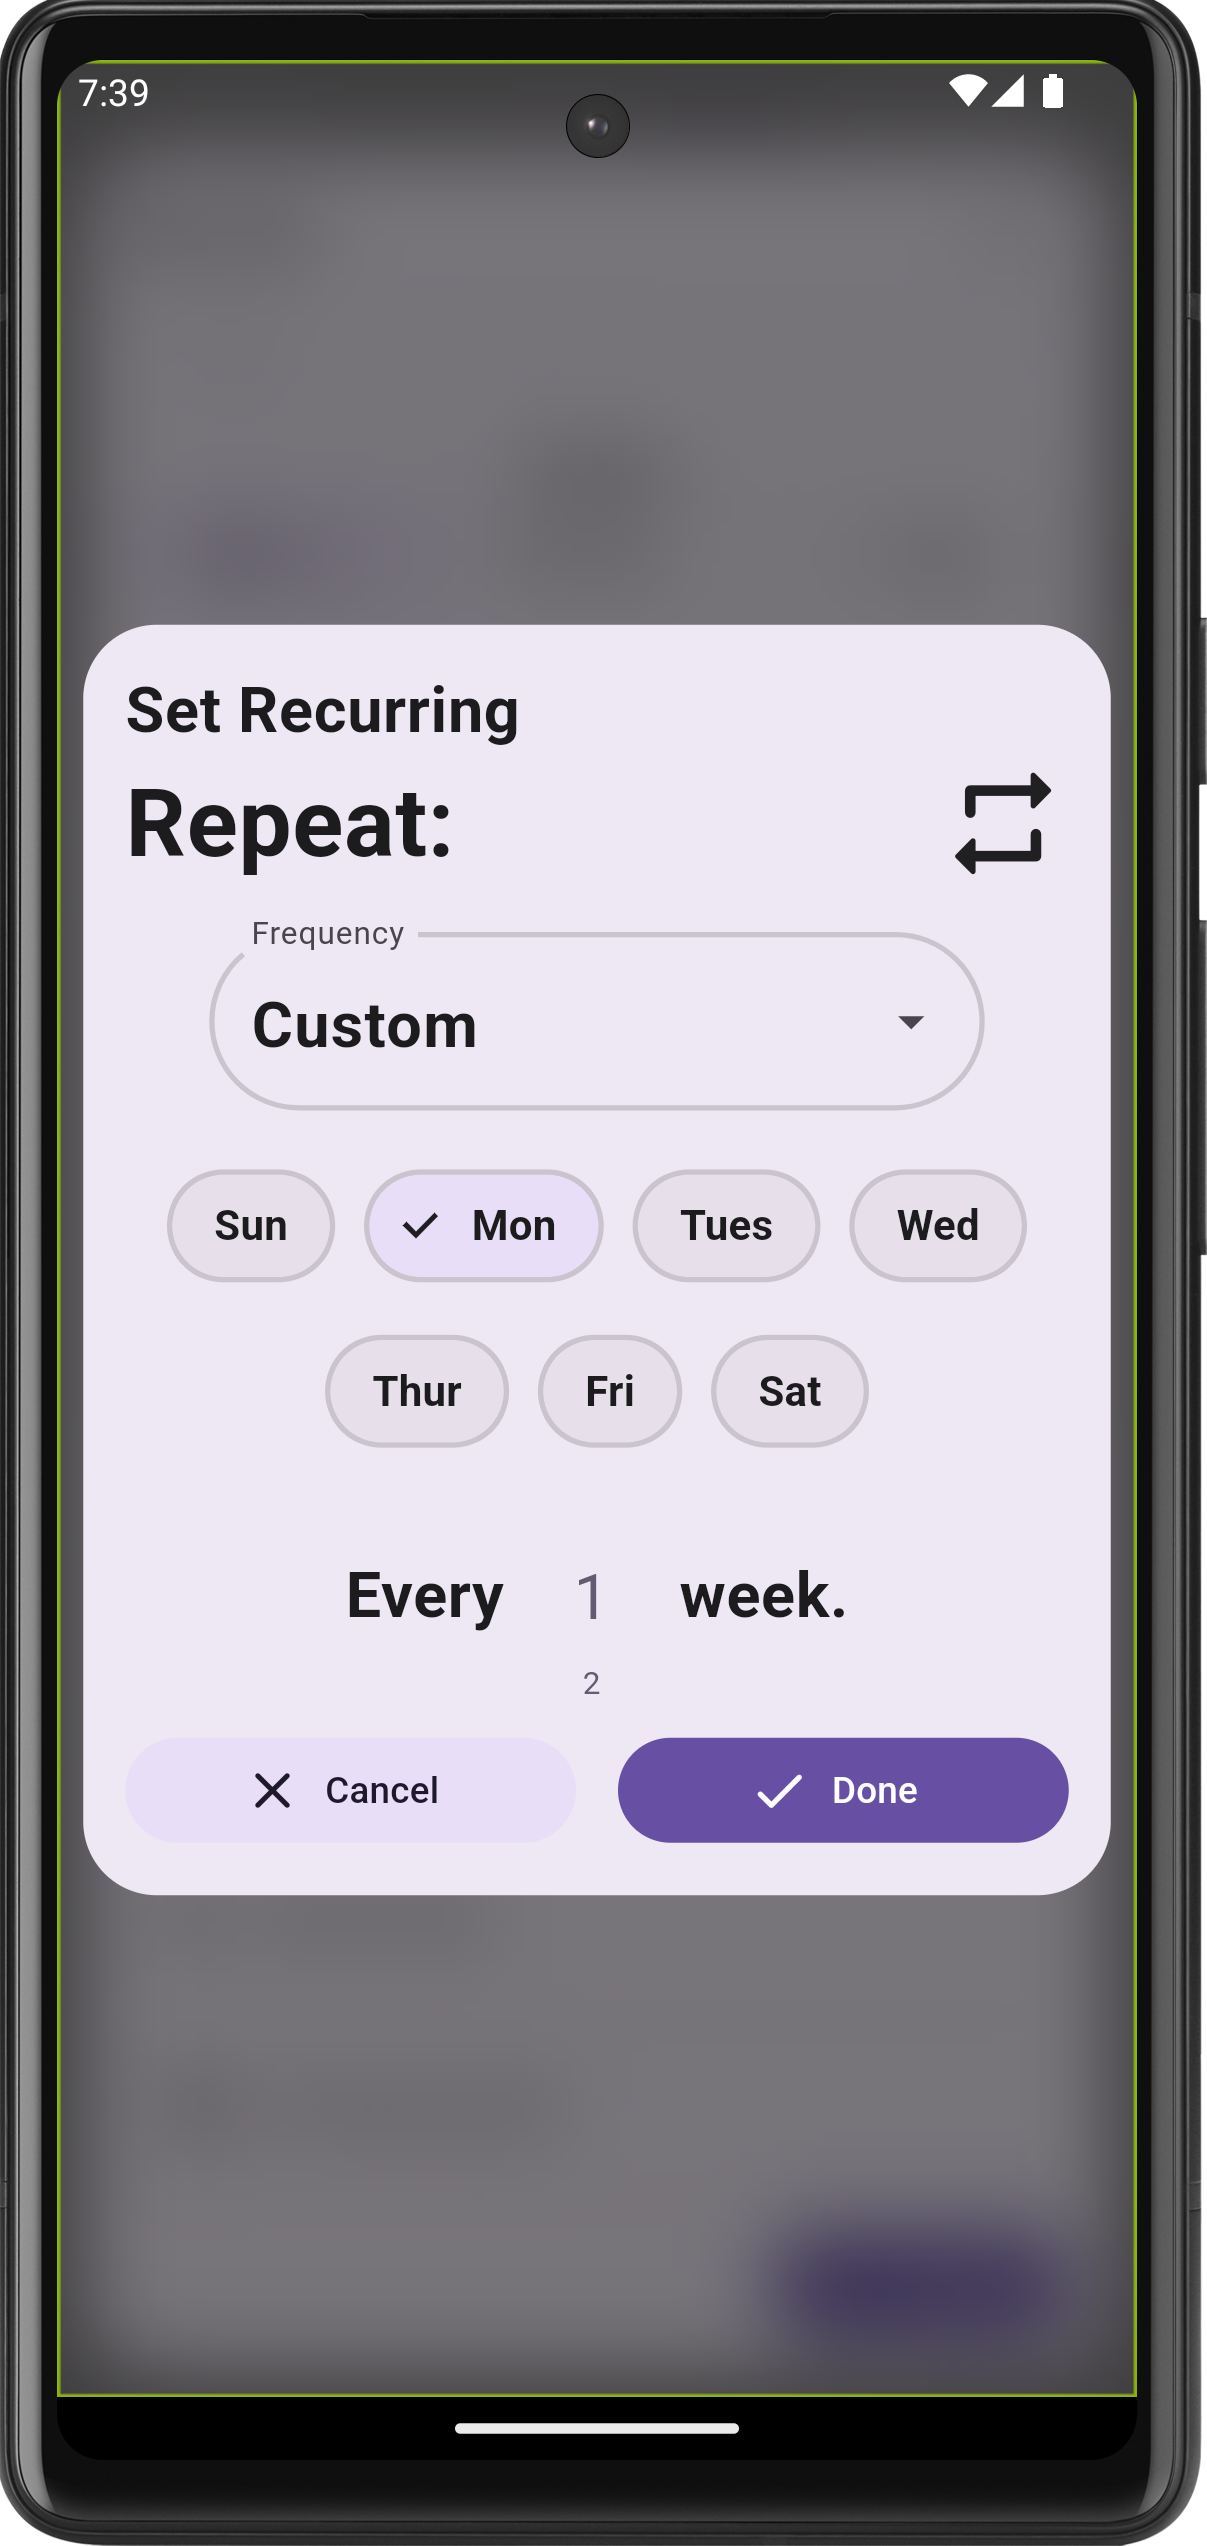 7:39
Set Recurring
Repeat:
Frequency
Custom
Sun Mon Tues Wed
Thur Fri Sat
Every 1 week.
2
Cancel Done